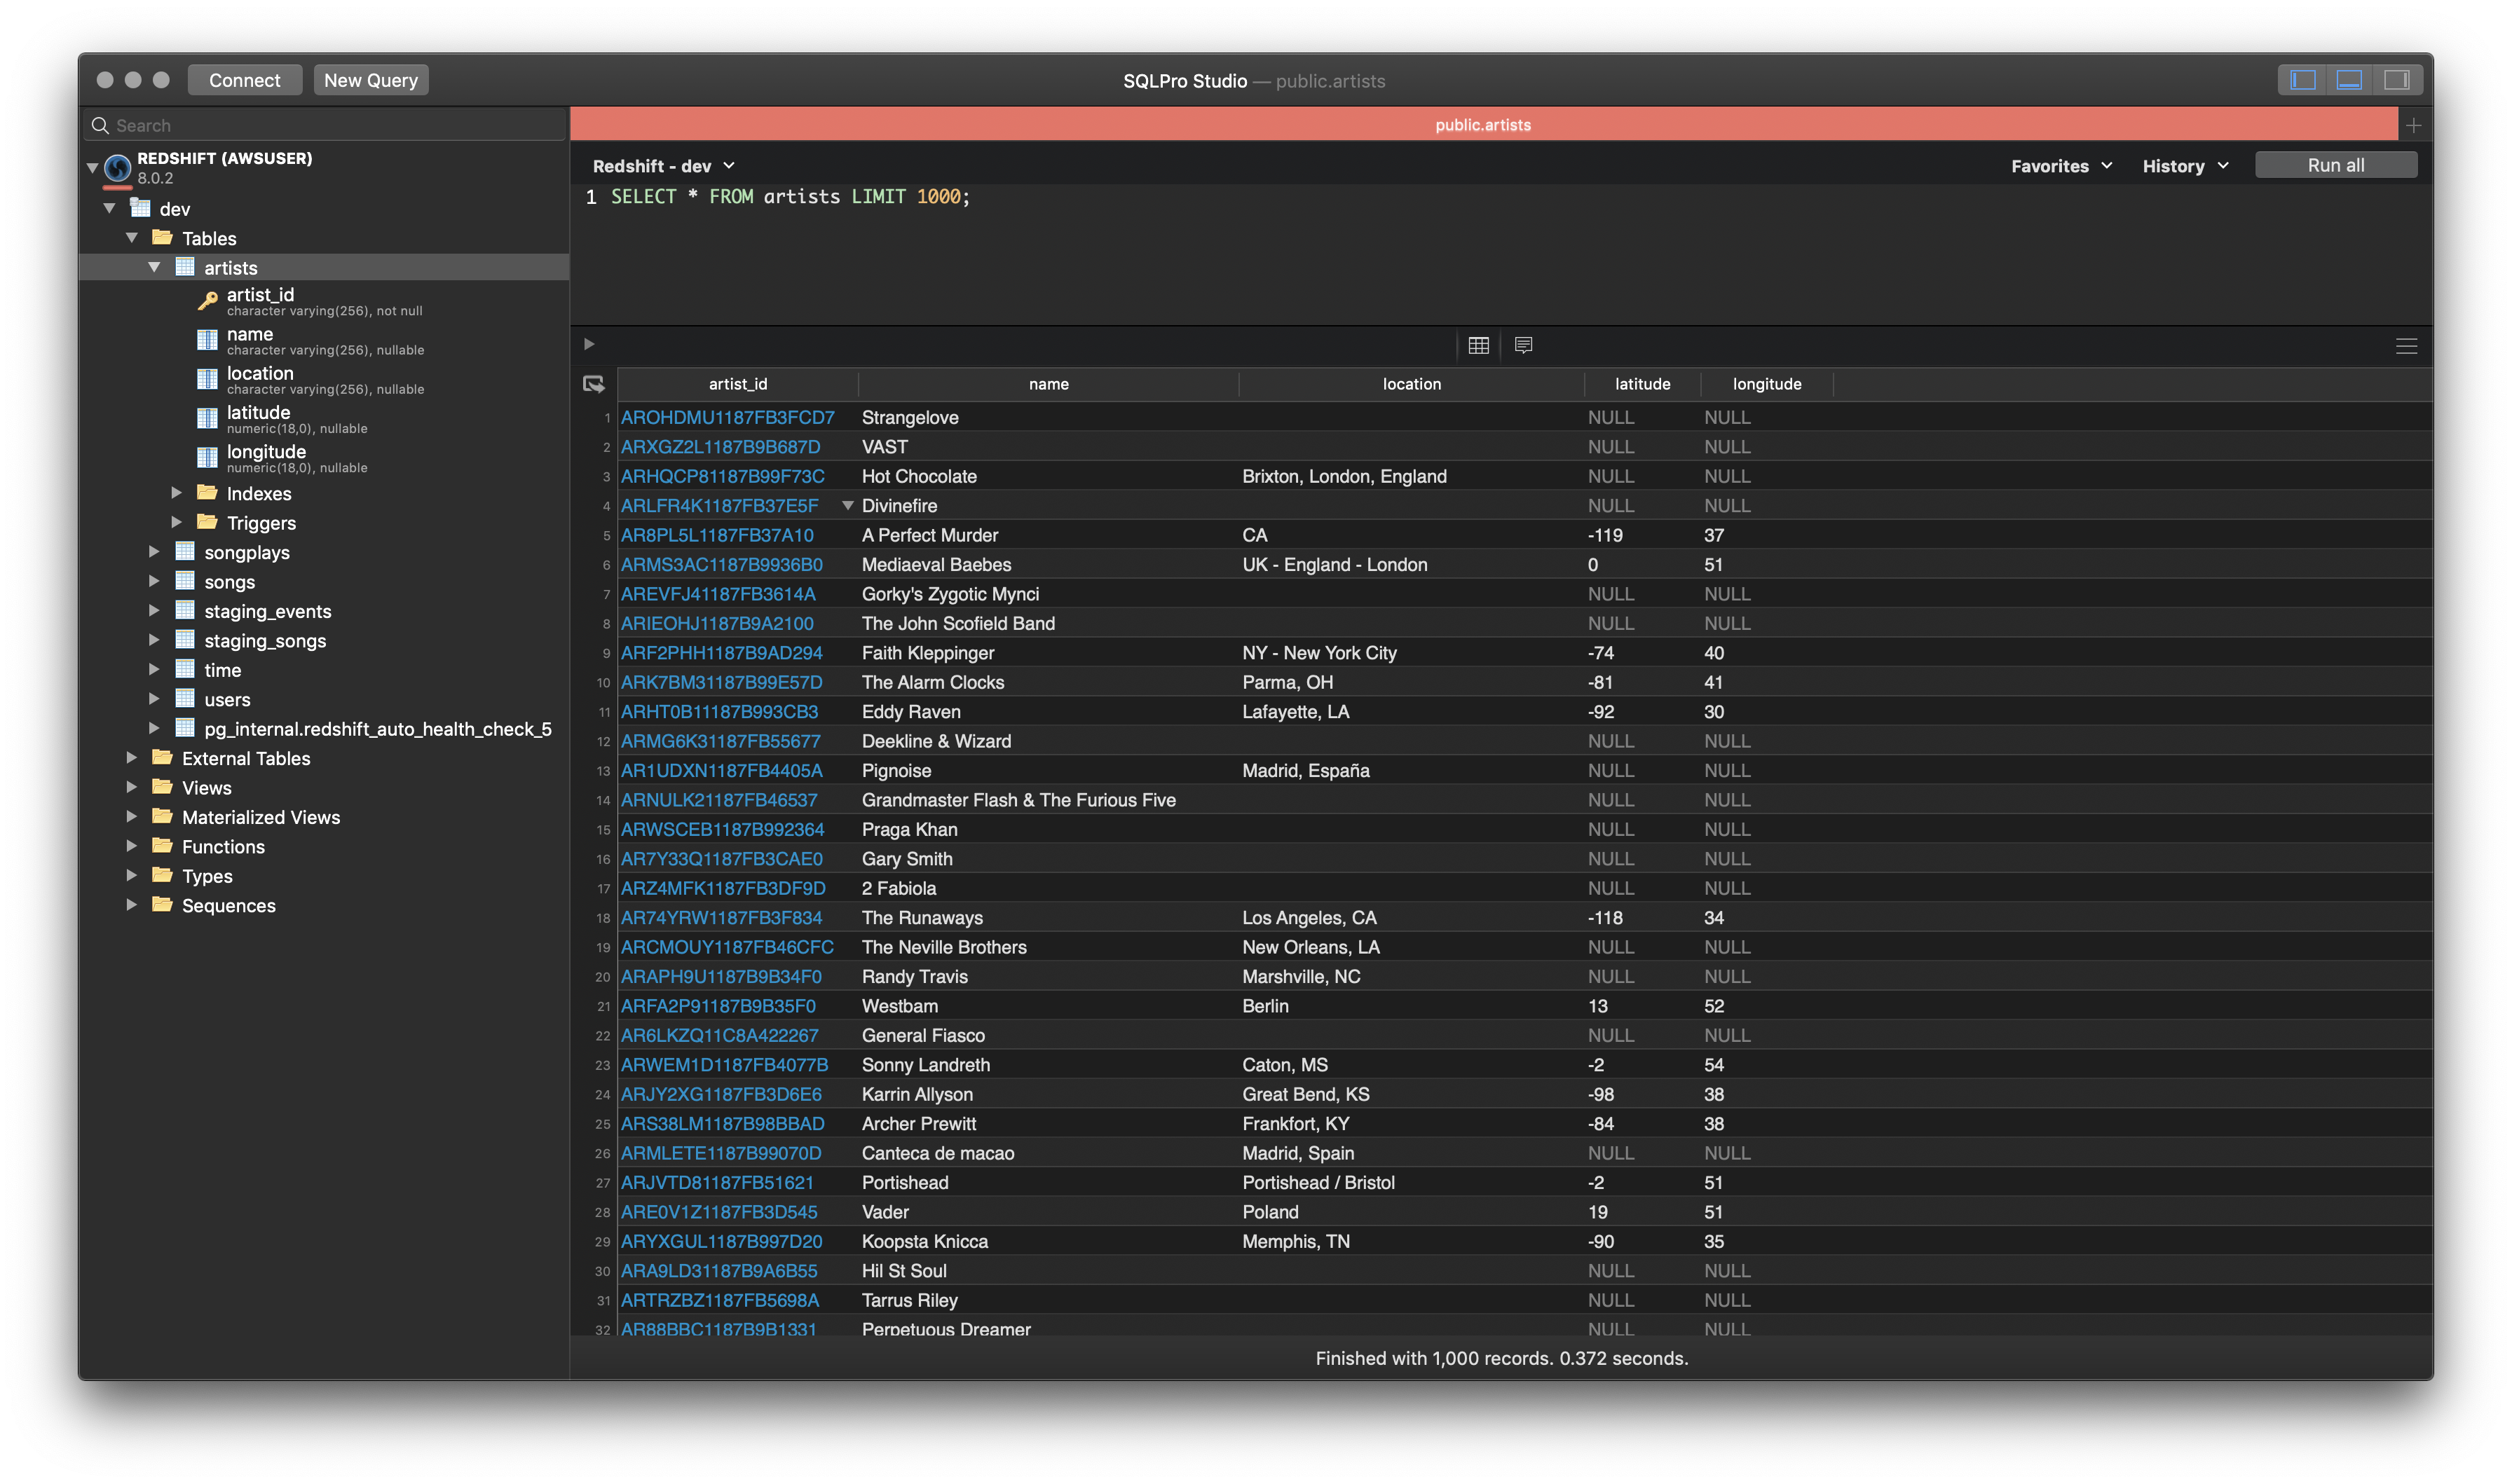 Connect New Query SQLPro Studio — public.artists
Search
REDSHIFT (AWSUSER)
8.0.2
dev
Tables
artists
artist_id
character varying(256), not null
name
character varying(256), nullable
location
character varying(256), nullable
latitude
numeric(18,0), nullable
longitude
numeric(18,0), nullable
Indexes
Triggers
songplays
songs
staging_events
staging_songs
time
users
pg_internal.redshift_auto_health_check_5
External Tables
Views
Materialized Views
Functions
Types
Sequences
public.artists
Redshift - dev Favorites History Run all
1 SELECT * FROM artists LIMIT 1000;
artist_id name location latitude longitude
1 AROHDMU1187FB3FCD7 Strangelove NULL NULL
2 ARXGZ2L1187B9B687D VAST NULL NULL
3 ARHQCP81187B99F73C Hot Chocolate Brixton, London, England NULL NULL
4 ARLFR4K1187FB37E5F Divinefire NULL NULL
5 AR8PL5L1187FB37A10 A Perfect Murder CA -119 37
6 ARMS3AC1187B9936B0 Mediaeval Baebes UK - England - London 0 51
7 AREVFJ41187FB3614A Gorky's Zygotic Mynci NULL NULL
8 ARIEOHJ1187B9A2100 The John Scofield Band NULL NULL
9 ARF2PHH1187B9AD294 Faith Kleppinger NY - New York City -74 40
10 ARK7BM31187B99E57D The Alarm Clocks Parma, OH -81 41
11 ARHT0B11187B993CB3 Eddy Raven Lafayette, LA -92 30
12 ARMG6K31187FB55677 Deekline & Wizard NULL NULL
13 AR1UDXN1187FB4405A Pignoise Madrid, España NULL NULL
14 ARNULK21187FB46537 Grandmaster Flash & The Furious Five NULL NULL
15 ARWSCEB1187B992364 Praga Khan NULL NULL
16 AR7Y33Q1187FB3CAE0 Gary Smith NULL NULL
17 ARZ4MFK1187FB3DF9D 2 Fabiola NULL NULL
18 AR74YRW1187FB3F834 The Runaways Los Angeles, CA -118 34
19 ARCMOUY1187FB46CFC The Neville Brothers New Orleans, LA NULL NULL
20 ARAPH9U1187B9B34F0 Randy Travis Marshville, NC NULL NULL
21 ARFA2P91187B9B35F0 Westbam Berlin 13 52
22 AR6LKZQ11C8A422267 General Fiasco NULL NULL
23 ARWEM1D1187FB4077B Sonny Landreth Caton, MS -2 54
24 ARJY2XG1187FB3D6E6 Karrin Allyson Great Bend, KS -98 38
25 ARS38LM1187B98BBAD Archer Prewitt Frankfort, KY -84 38
26 ARMLETE1187B99070D Canteca de macao Madrid, Spain NULL NULL
27 ARJVTD81187FB51621 Portishead Portishead / Bristol -2 51
28 ARE0V1Z1187FB3D545 Vader Poland 19 51
29 ARYXGUL1187B997D20 Koopsta Knicca Memphis, TN -90 35
30 ARA9LD31187B9A6B55 Hil St Soul NULL NULL
31 ARTRZBZ1187FB5698A Tarrus Riley NULL NULL
32 AR88BBC1187B9B1331 Perpetuous Dreamer NULL NULL
Finished with 1,000 records. 0.372 seconds.